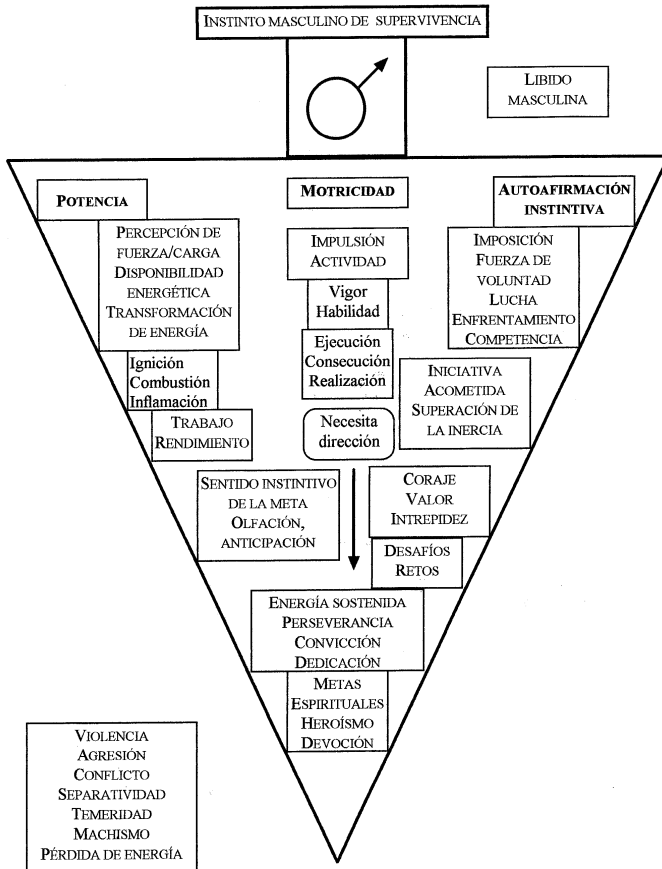 INSTINTO MASCULINO DE SUPERVIVENCIA
LIBIDO
MASCULINA
POTENCIA
PERCEPCIÓN DE
FUERZA/CARGA
DISPONIBILIDAD
ENERGÉTICA
TRANSFORMACIÓN
DE ENERGÍA
Ignición
Combustión
Inflamación
TRABAJO
RENDIMIENTO
MOTRICIDAD
IMPULSIÓN
ACTIVIDAD
Vigor
Habilidad
Ejecución
Consecución
Realización
Necesita
dirección
AUTOAFIRMACIÓN
INSTINTIVA
IMPOSICIÓN
FUERZA DE
VOLUNTAD
LUCHA
ENFRENTAMIENTO
COMPETENCIA
INICIATIVA
ACOMETIDA
SUPERACIÓN DE
LA INERCIA
SENTIDO INSTINTIVO
DE LA META
OLFACIÓN,
ANTICIPACIÓN
CORAJE
VALOR
INTREPIDEZ
DESAFÍOS
RETOS
ENERGÍA SOSTENIDA
PERSEVERANCIA
CONVICCIÓN
DEDICACIÓN
METAS
ESPIRITUALES
HEROÍSMO
DEVOCIÓN
VIOLENCIA
AGRESIÓN
CONFLICTO
SEPARATIVIDAD
TEMERIDAD
MACHISMO
PÉRDIDA DE ENERGÍA